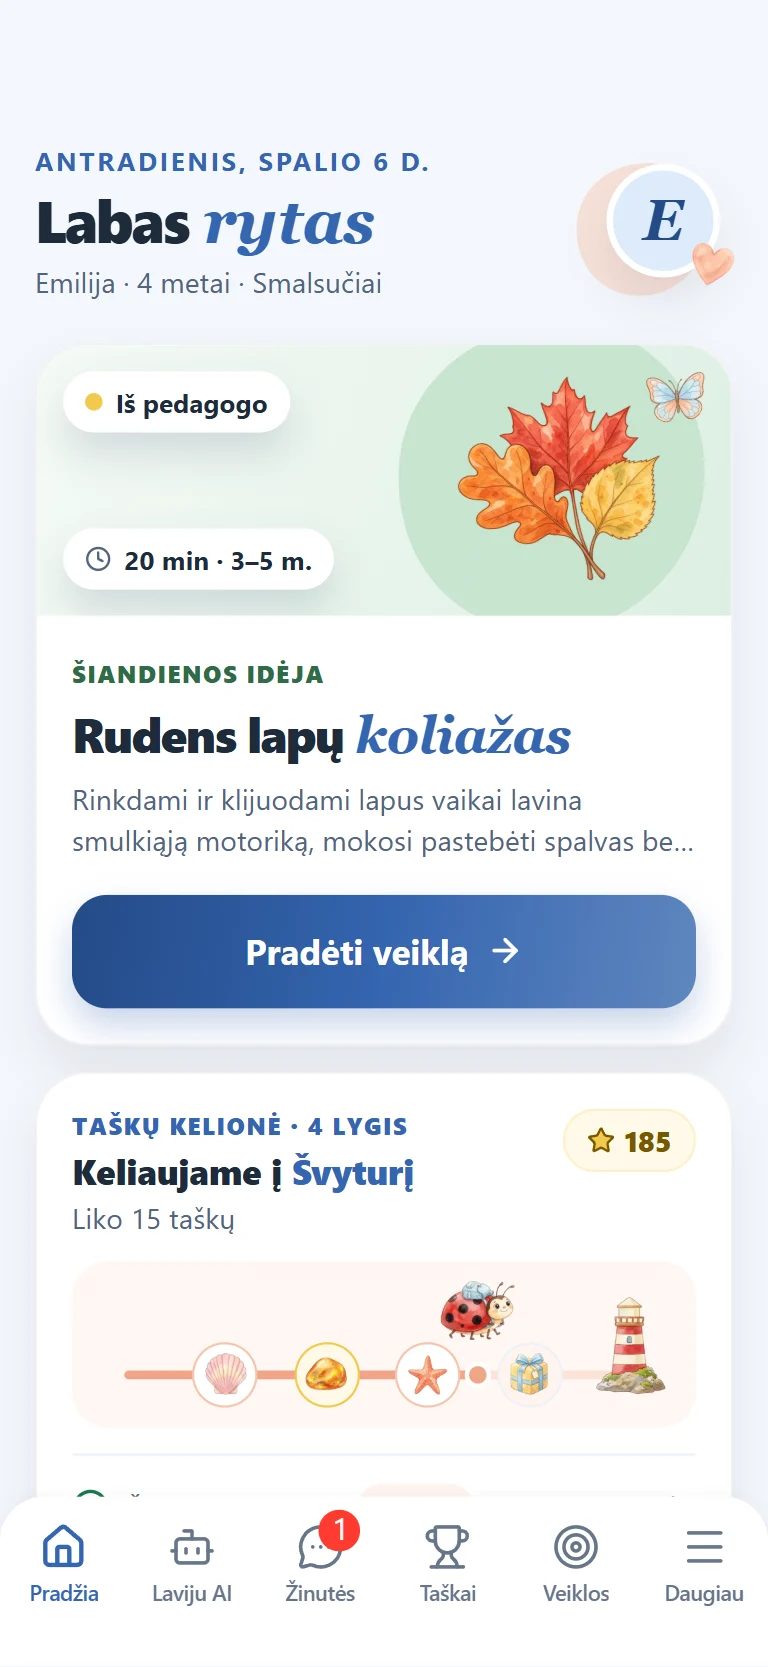 ANTRADIENIS, SPALIO 6 D.
Labas rytas
Emilija · 4 metai · Smalsučiai
E
Iš pedagogo
20 min · 3–5 m.
ŠIANDIENOS IDĖJA
Rudens lapų koliažas
Rinkdami ir klijuodami lapus vaikai lavina
smulkiąją motoriką, mokosi pastebėti spalvas be...
Pradėti veiklą
TAŠKŲ KELIONĖ · 4 LYGIS
185
Keliaujame į Švyturį
Liko 15 taškų
1
Pradžia
Laviju AI
Žinutės
Taškai
Veiklos
Daugiau